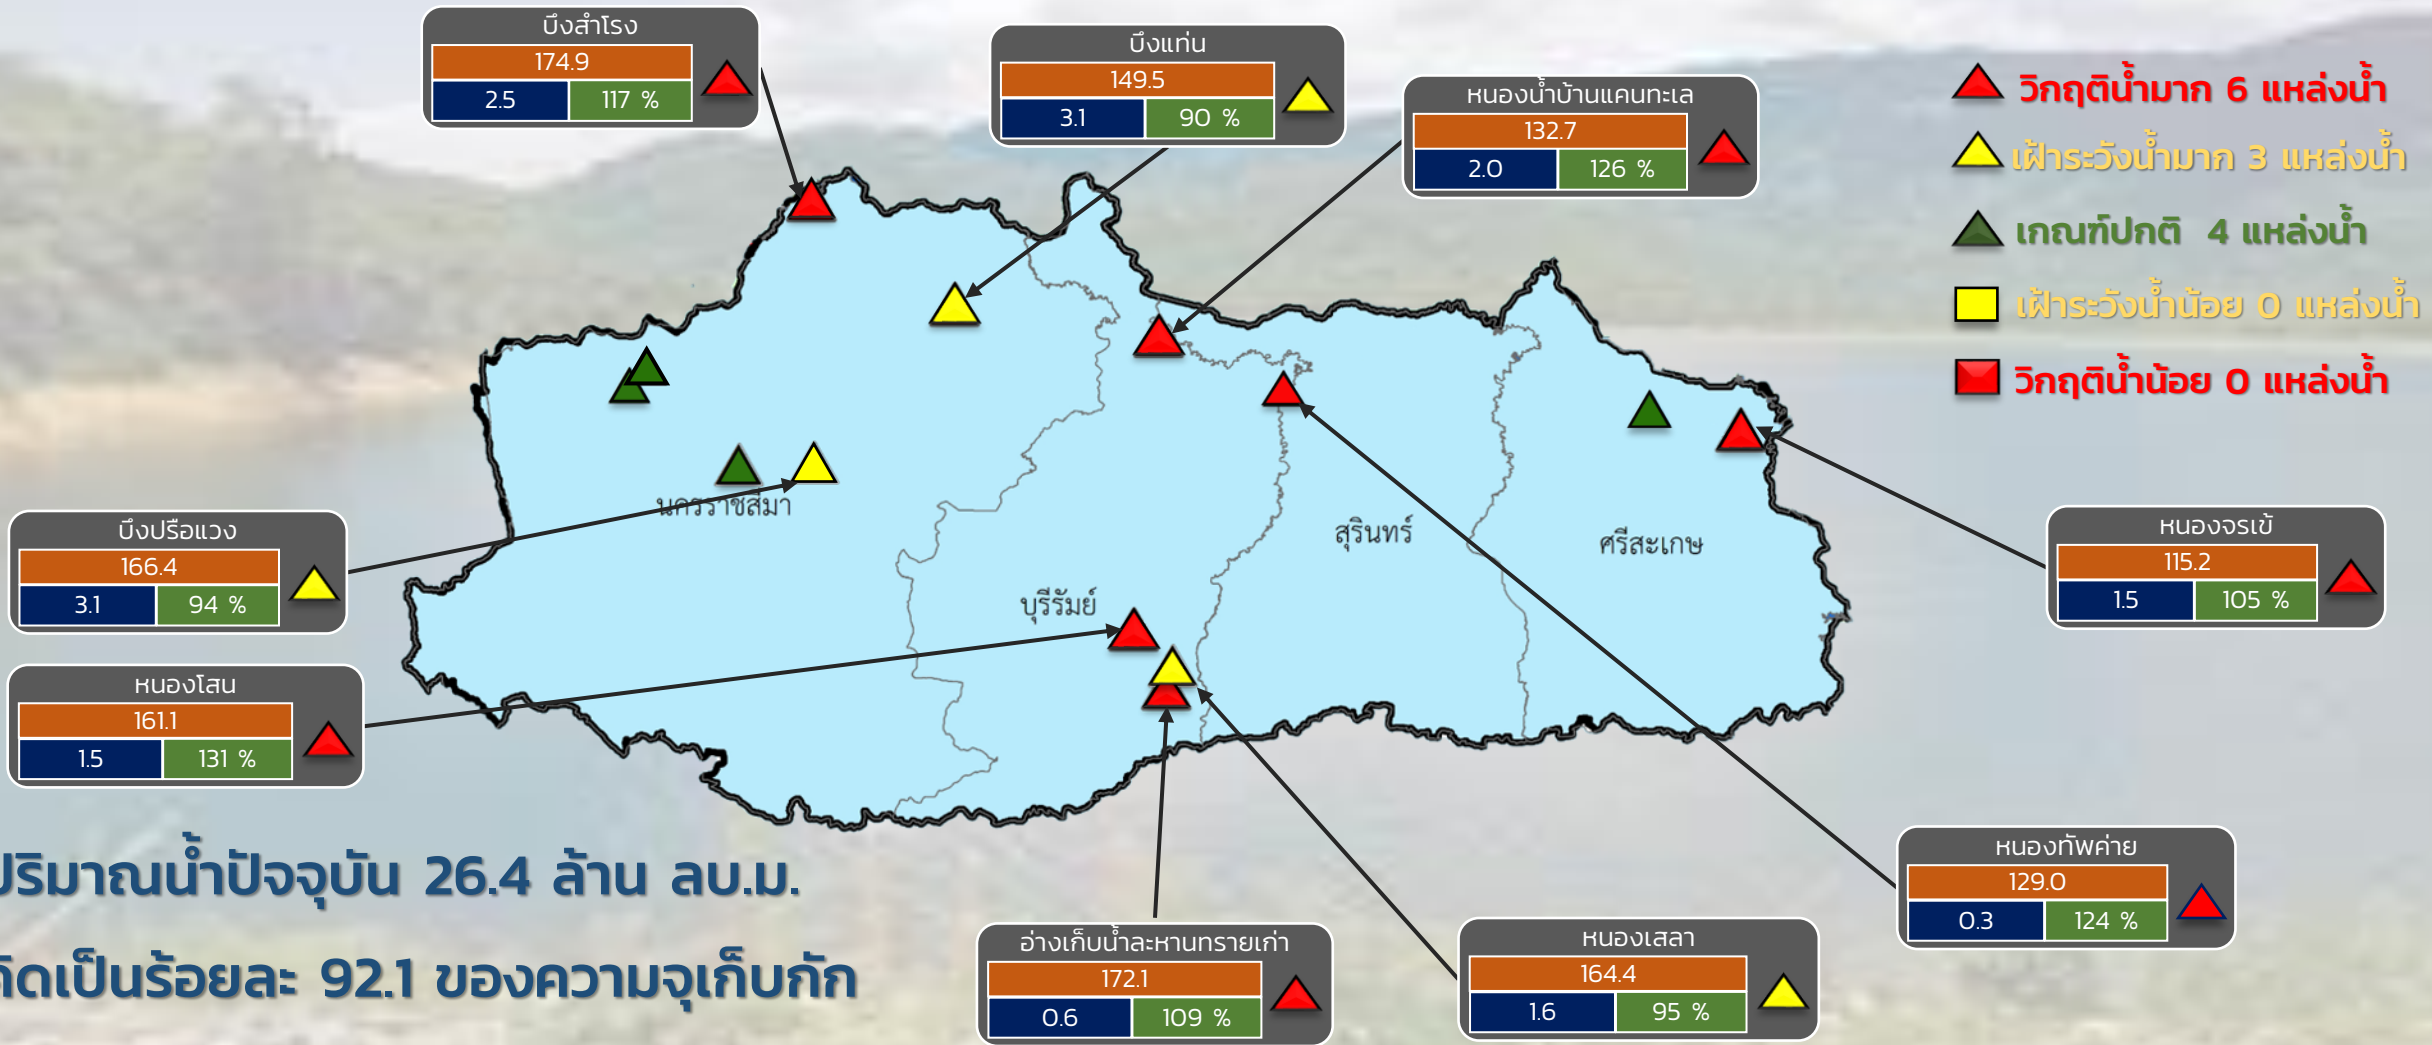 บึงสำโรง
174.9
2.5 117 %
บึงแท่น
149.5
3.1 90 %
หนองน้ำบ้านแคนทะเล
132.7
2.0 126 %
วิกฤติน้ำมาก 6 แหล่งน้ำ
เฝ้าระวังน้ำมาก 3 แหล่งน้ำ
เกณฑ์ปกติ 4 แหล่งน้ำ
เฝ้าระวังน้ำน้อย 0 แหล่งน้ำ
วิกฤติน้ำน้อย 0 แหล่งน้ำ
นครราชสีมา
บุรีรัมย์
สุรินทร์
ศรีสะเกษ
บึงปรือแวง
166.4
3.1 94 %
หนองจรเข้
115.2
1.5 105 %
หนองโสน
161.1
1.5 131 %
ปริมาณน้ำปัจจุบัน 26.4 ล้าน ลบ.ม.
คิดเป็นร้อยละ 92.1 ของความจุเก็บกัก
อ่างเก็บน้ำละหานทรายเก่า
172.1
0.6 109 %
หนองเสลา
164.4
1.6 95 %
หนองทัพค่าย
129.0
0.3 124 %